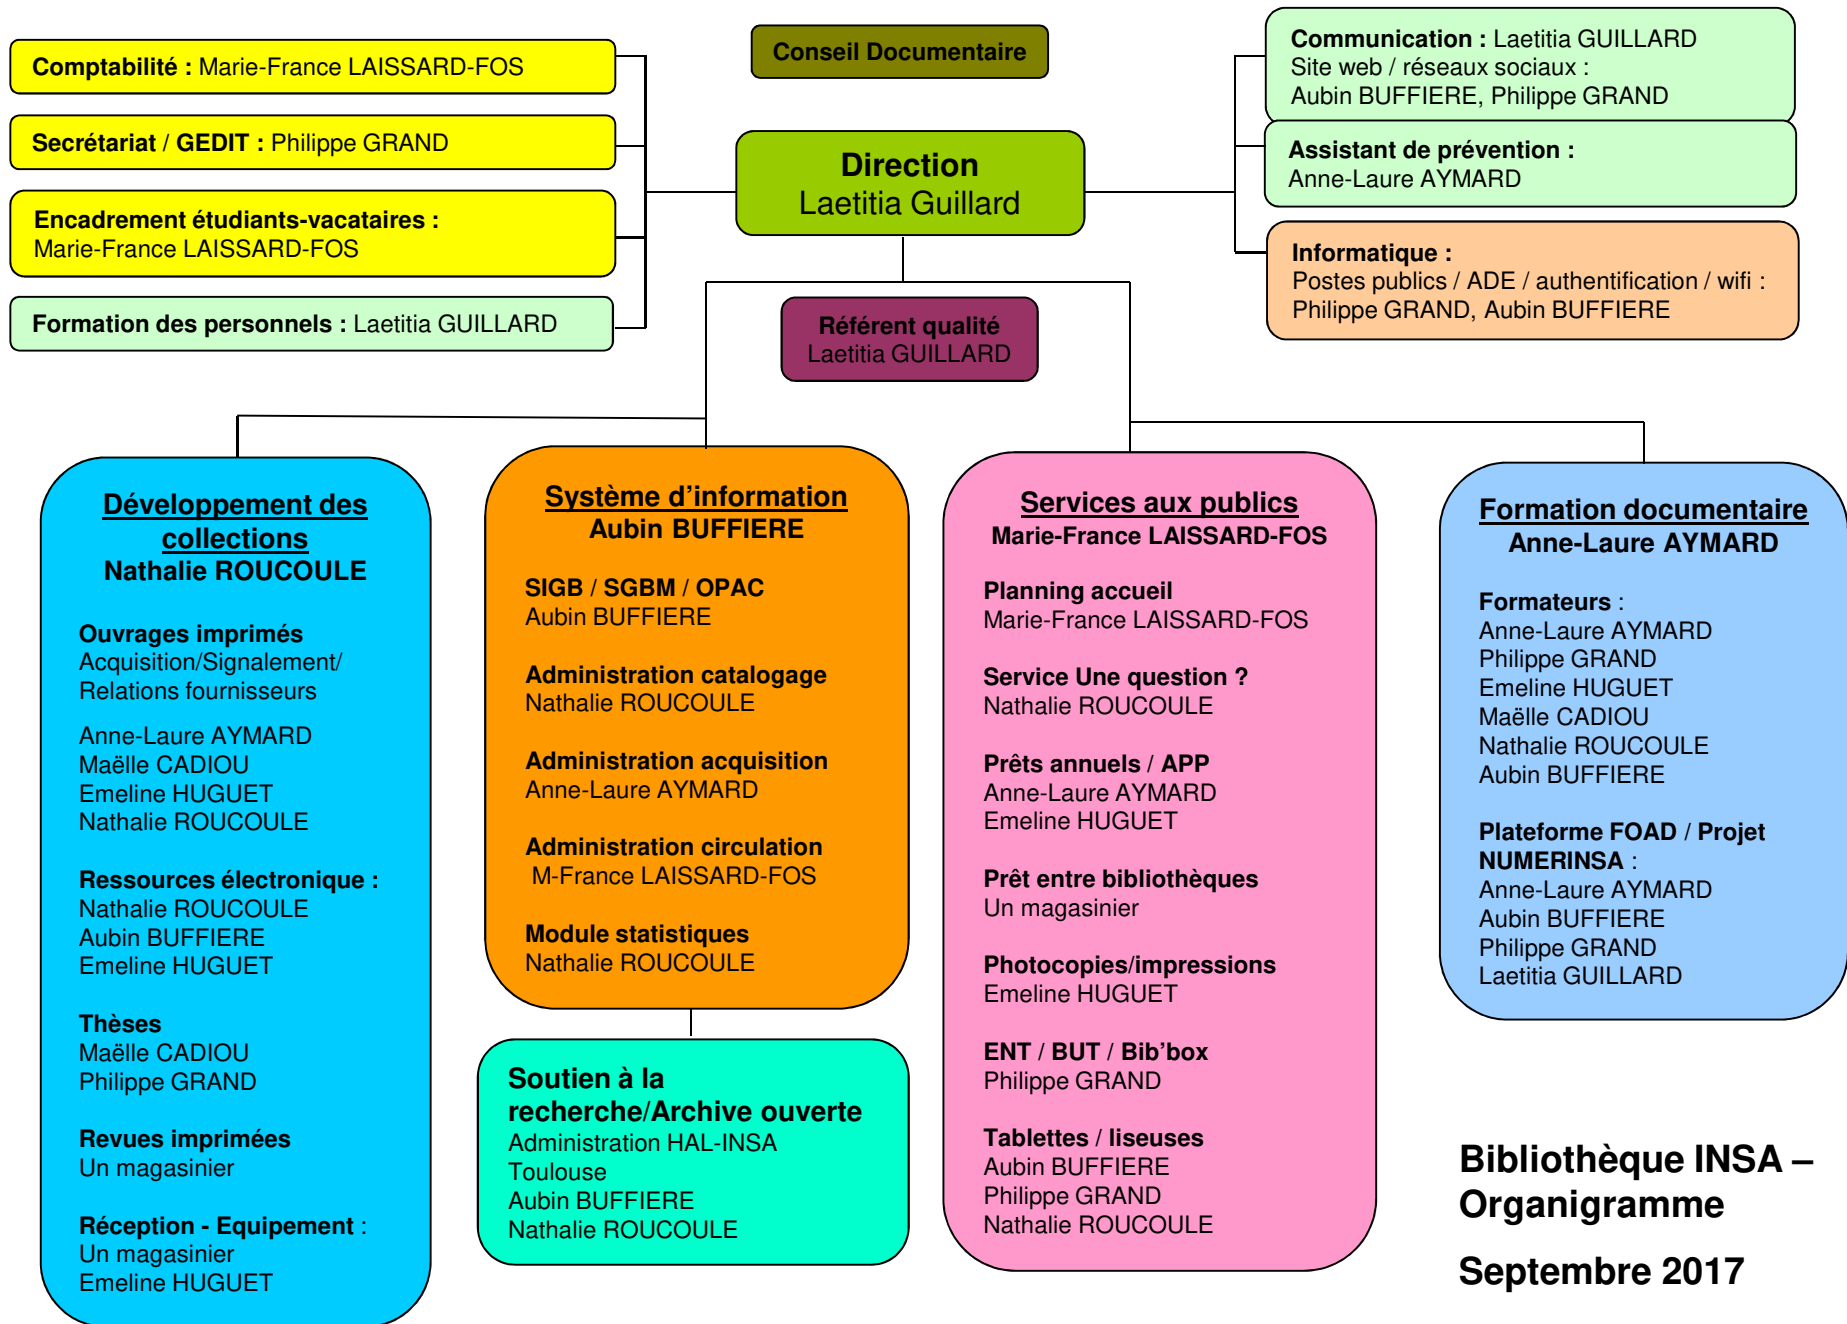 Conseil Documentaire
Comptabilité : Marie-France LAISSARD-FOS
Secrétariat / GEDIT : Philippe GRAND
Encadrement étudiants-vacataires :
Marie-France LAISSARD-FOS
Formation des personnels : Laetitia GUILLARD
Direction
Laetitia Guillard
Référent qualité
Laetitia GUILLARD
Communication : Laetitia GUILLARD
Site web / réseaux sociaux :
Aubin BUFFIERE, Philippe GRAND
Assistant de prévention :
Anne-Laure AYMARD
Informatique :
Postes publics / ADE / authentification / wifi :
Philippe GRAND, Aubin BUFFIERE
Développement des
collections
Nathalie ROUCOULE
Ouvrages imprimés
Acquisition/Signalement/
Relations fournisseurs
Anne-Laure AYMARD
Maëlle CADIOU
Emeline HUGUET
Nathalie ROUCOULE
Ressources électronique :
Nathalie ROUCOULE
Aubin BUFFIERE
Emeline HUGUET
Thèses
Maëlle CADIOU
Philippe GRAND
Revues imprimées
Un magasinier
Réception - Equipement :
Un magasinier
Emeline HUGUET
Système d’information
Aubin BUFFIERE
SIGB / SGBM / OPAC
Aubin BUFFIERE
Administration catalogage
Nathalie ROUCOULE
Administration acquisition
Anne-Laure AYMARD
Administration circulation
M-France LAISSARD-FOS
Module statistiques
Nathalie ROUCOULE
Soutien à la
recherche/Archive ouverte
Administration HAL-INSA
Toulouse
Aubin BUFFIERE
Nathalie ROUCOULE
Services aux publics
Marie-France LAISSARD-FOS
Planning accueil
Marie-France LAISSARD-FOS
Service Une question ?
Nathalie ROUCOULE
Prêts annuels / APP
Anne-Laure AYMARD
Emeline HUGUET
Prêt entre bibliothèques
Un magasinier
Photocopies/impressions
Emeline HUGUET
ENT / BUT / Bib’box
Philippe GRAND
Tablettes / liseuses
Aubin BUFFIERE
Philippe GRAND
Nathalie ROUCOULE
Formation documentaire
Anne-Laure AYMARD
Formateurs :
Anne-Laure AYMARD
Philippe GRAND
Emeline HUGUET
Maëlle CADIOU
Nathalie ROUCOULE
Aubin BUFFIERE
Plateforme FOAD / Projet
NUMERINSA :
Anne-Laure AYMARD
Aubin BUFFIERE
Philippe GRAND
Laetitia GUILLARD
Bibliothèque INSA –
Organigramme
Septembre 2017